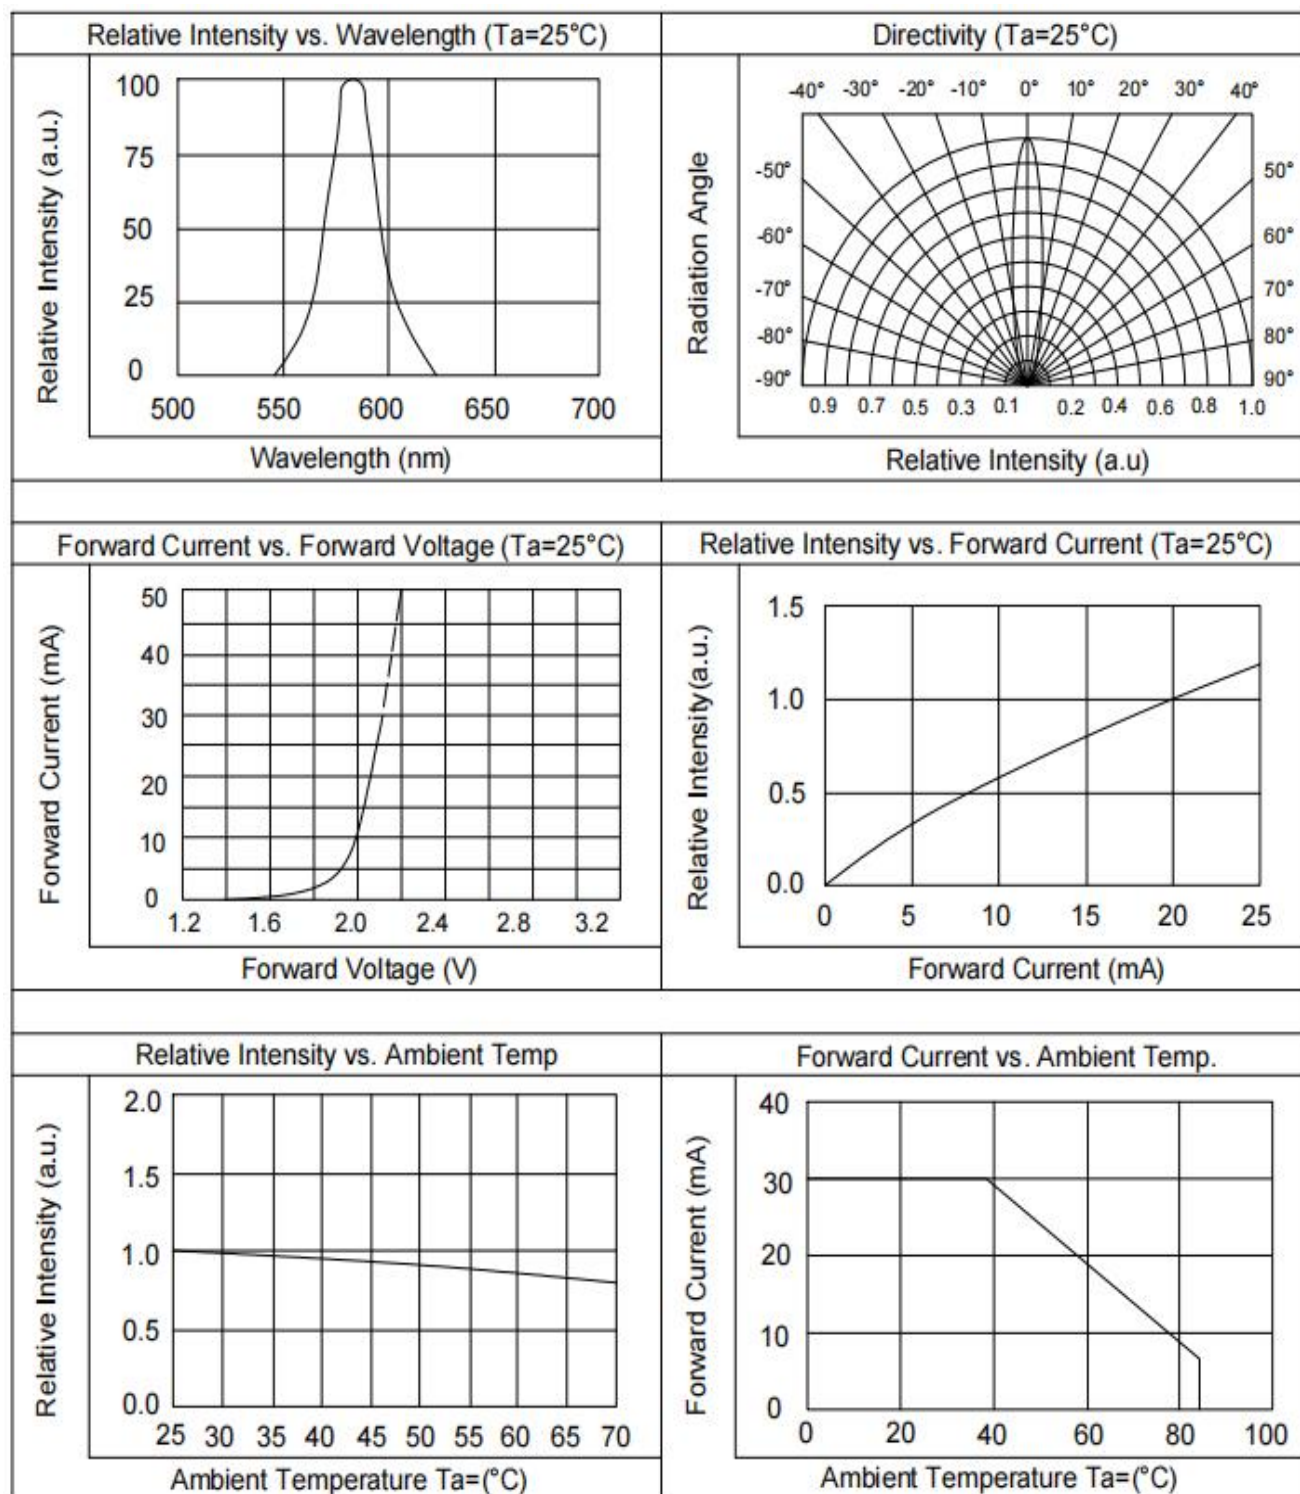 Relative Intensity vs. Wavelength (Ta=25°C)
Relative Intensity (a.u.)
100
75
50
25
0
500 550 600 650 700
Wavelength (nm)
Directivity (Ta=25°C)
Radiation Angle
-40° -30° -20° -10° 0° 10° 20° 30° 40°
-50° 50°
-60° 60°
-70° 70°
-80° 80°
-90° 90°
0.9 0.7 0.5 0.3 0.1 0.2 0.4 0.6 0.8 1.0
Relative Intensity (a.u)
Forward Current vs. Forward Voltage (Ta=25°C)
Forward Current (mA)
50
40
30
20
10
0
1.2 1.6 2.0 2.4 2.8 3.2
Forward Voltage (V)
Relative Intensity vs. Forward Current (Ta=25°C)
Relative Intensity(a.u.)
1.5
1.0
0.5
0.0
0 5 10 15 20 25
Forward Current (mA)
Relative Intensity vs. Ambient Temp
Relative Intensity (a.u.)
2.0
1.5
1.0
0.5
0.0
25 30 35 40 45 50 55 60 65 70
Ambient Temperature Ta=(°C)
Forward Current vs. Ambient Temp.
Forward Current (mA)
40
30
20
10
0
0 20 40 60 80 100
Ambient Temperature Ta=(°C)